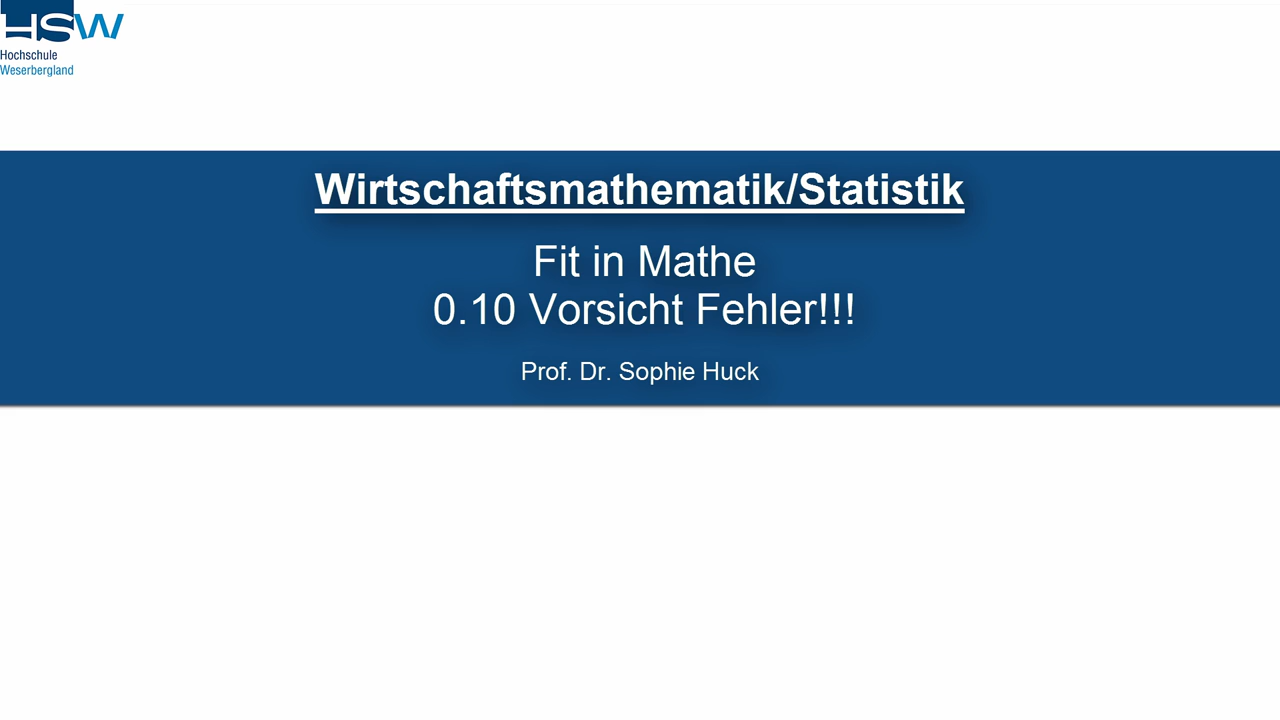 HSW
Hochschule
Weserbergland
Wirtschaftsmathematik/Statistik
Fit in Mathe
0.10 Vorsicht Fehler!!!
Prof. Dr. Sophie Huck